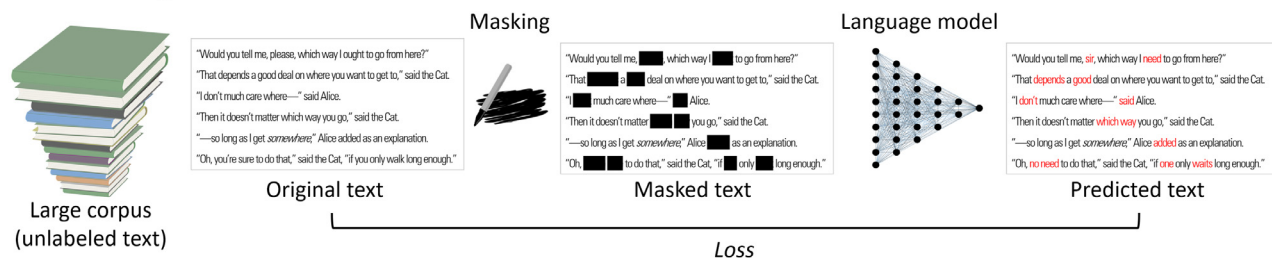 Masking
Language model
"Would you tell me, please, which way I ought to go from here?"
"That depends a good deal on where you want to get to," said the Cat.
"I don't much care where—" said Alice.
"Then it doesn't matter which way you go," said the Cat.
"—so long as I get somewhere," Alice added as an explanation.
"Oh, you're sure to do that," said the Cat, "if you only walk long enough."
"Would you tell me, , which way I to go from here?"
"That a deal on where you want to get to," said the Cat.
"I much care where—" Alice.
"Then it doesn't matter you go," said the Cat.
"—so long as I get somewhere," Alice as an explanation.
"Oh, to do that," said the Cat, "if only long enough."
"Would you tell me, sir, which way I need to go from here?"
"That depends a good deal on where you want to get to," said the Cat.
"I don't much care where—" said Alice.
"Then it doesn't matter which way you go," said the Cat.
"—so long as I get somewhere," Alice added as an explanation.
"Oh, no need to do that," said the Cat, "if one only waits long enough."
Large corpus
(unlabeled text)
Original text
Masked text
Predicted text
Loss